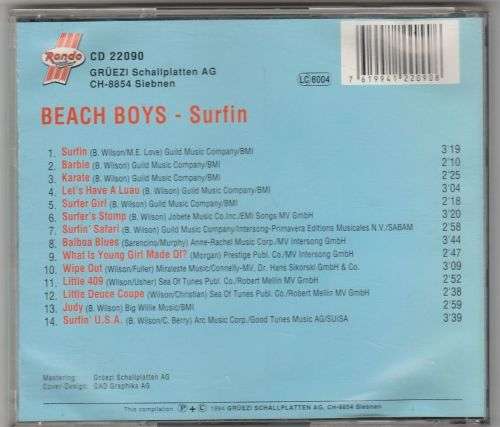 Rondo
CD 22090
GRÜEZI Schallplatten AG
CH-8854 Siebnen
LC 6004
7 619941 220908
BEACH BOYS - Surfin
1. Surfin (B. Wilson/M.E. Love) Guild Music Company/BMI 3'19
2. Barbie (B. Wilson) Guild Music Company/BMI 2'10
3. Karate (B. Wilson) Guild Music Company/BMI 2'25
4. Let's Have A Luau (B. Wilson) Guild Music Company/BMI 3'04
5. Surfer Girl (B. Wilson) Guild Music Company/BMI 2'18
6. Surfer's Stomp (B. Wilson) Jobete Music Co.Inc./EMI Songs MV GmbH 3'20
7. Surfin' Safari (B. Wilson) Guild Music Company/Intersong-Primavera Editions Musicales N.V./SABAM 2'58
8. Balboa Blues (Sarencino/Murphy) Anne-Rachel Music Corp./MV Intersong GmbH 3'44
9. What Is Young Girl Made Of? (Morgan) Prestige Publ. Co./MV Intersong GmbH 3'47
10. Wipe Out (Wilson/Fuller) Miraleste Music/Connelly-MV, Dr. Hans Sikorski GmbH & Co. 3'09
11. Little 409 (Wilson/Usher) Sea Of Tunes Publ. Co./Robert Mellin MV GmbH 2'52
12. Little Deuce Coupe (Wilson/Christian) Sea Of Tunes Publ. Co./Robert Mellin MV GmbH 2'38
13. Judy (B. Wilson) Big Willie Music/BMI 2'59
14. Surfin' U.S.A. (B. Wilson/C. Berry) Arc Music Corp./Good Tunes Music AG/SUISA 3'39
Mastering: Grüezi Schallplatten AG
Cover-Design: CAD Graphika AG
This compilation P + C 1994 GRÜEZI SCHALLPLATTEN AG, CH-8854 Siebnen